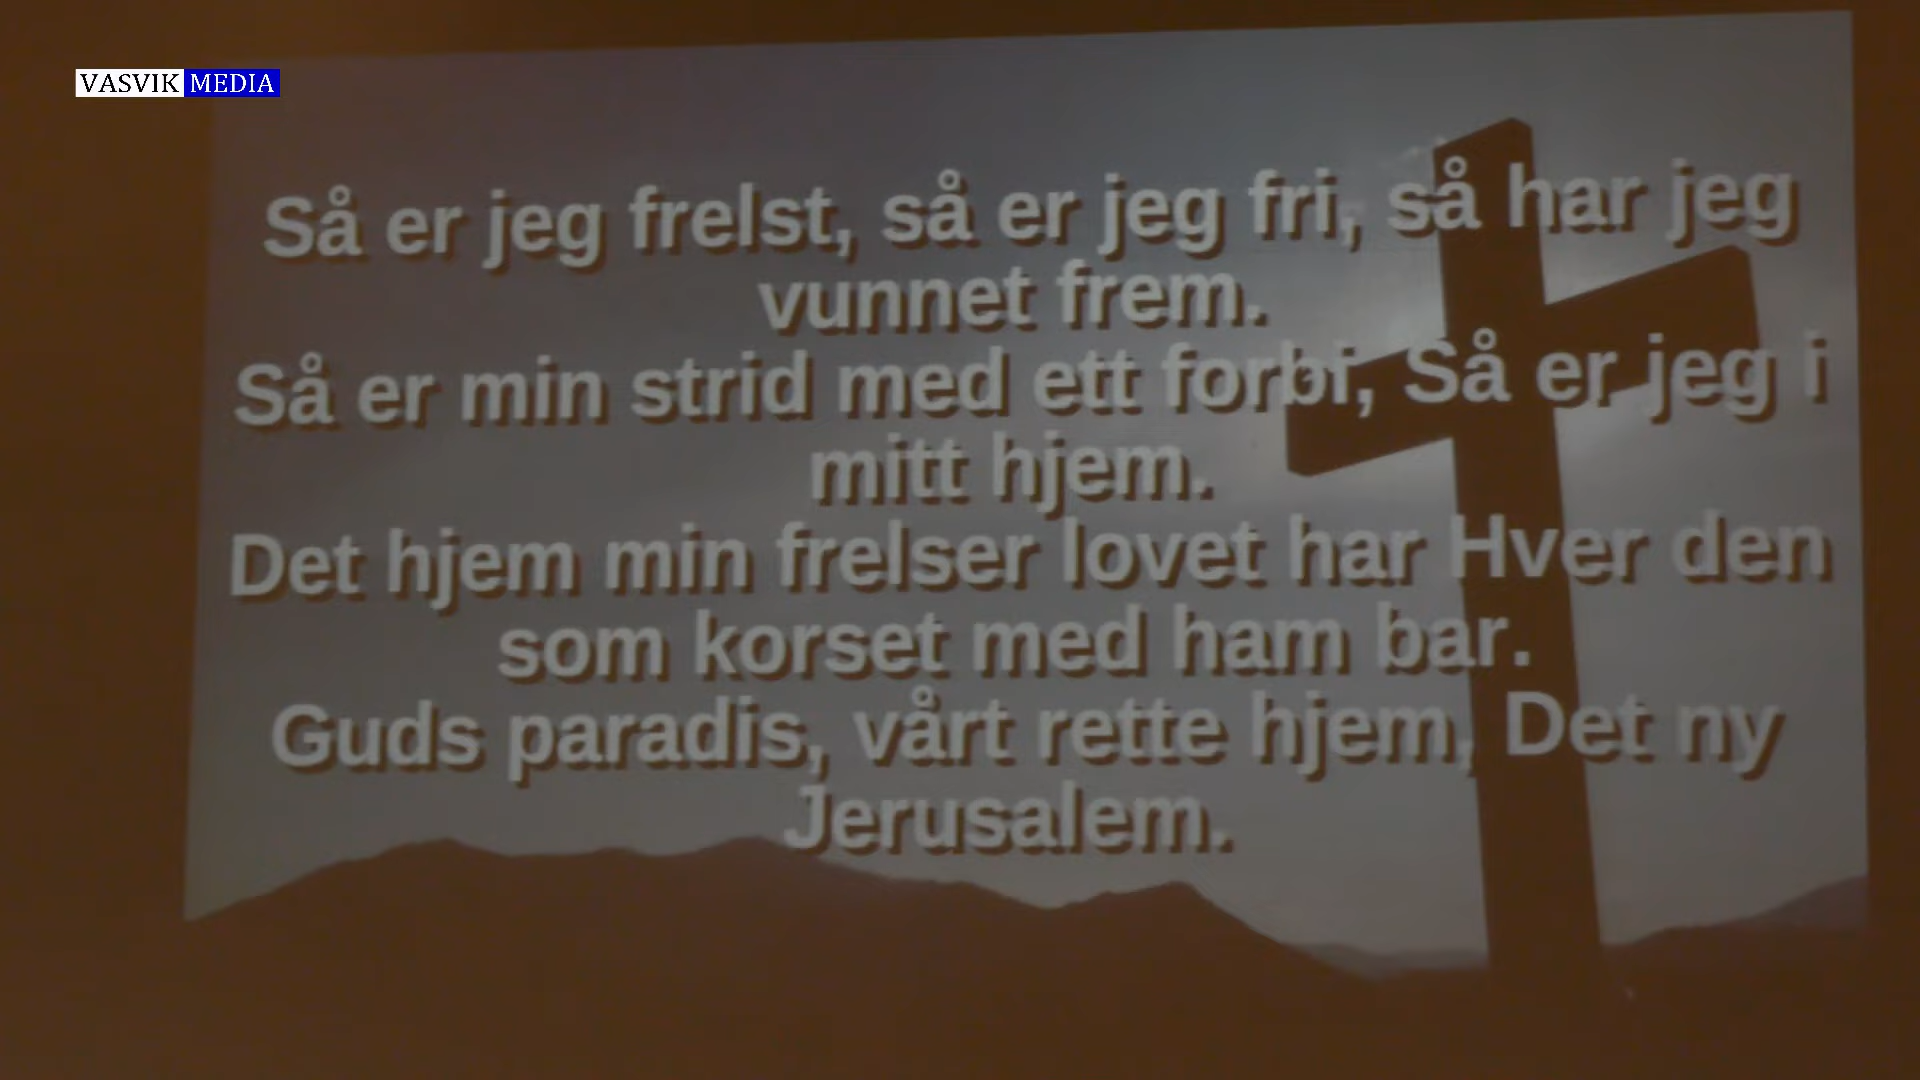 VASVIK MEDIA
Så er jeg frelst, så er jeg fri, så har jeg
vunnet frem.
Så er min strid med ett forbi, Så er jeg i
mitt hjem.
Det hjem min frelser lovet har Hver den
som korset med ham bar.
Guds paradis, vårt rette hjem, Det ny
Jerusalem.